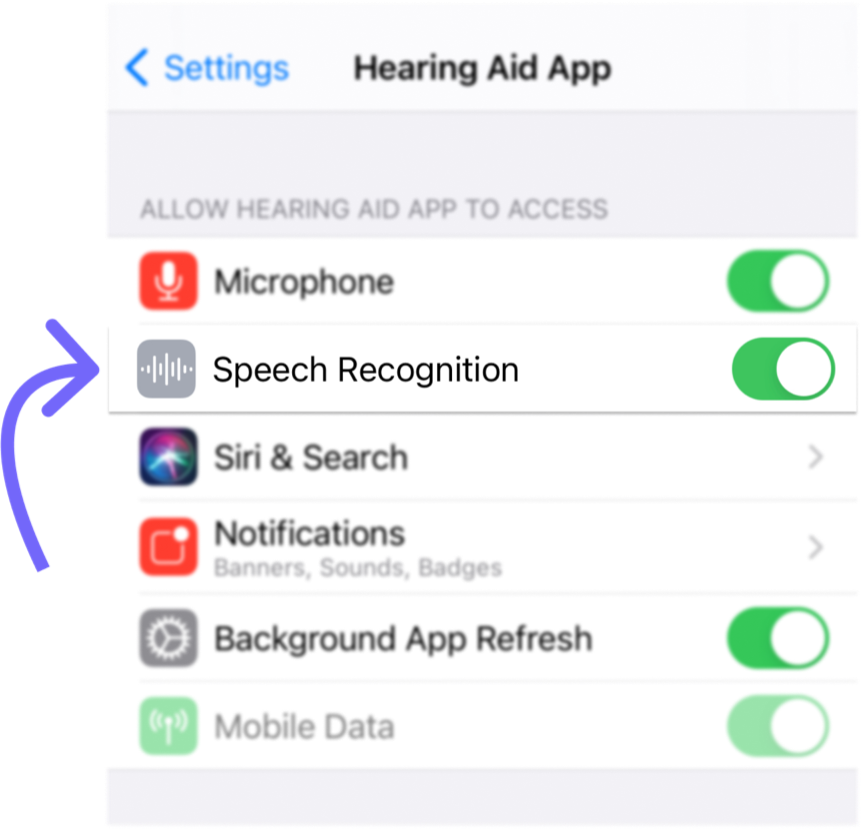 Settings Hearing Aid App
ALLOW HEARING AID APP TO ACCESS
Microphone
Speech Recognition
Siri & Search
Notifications
Banners, Sounds, Badges
Background App Refresh
Mobile Data